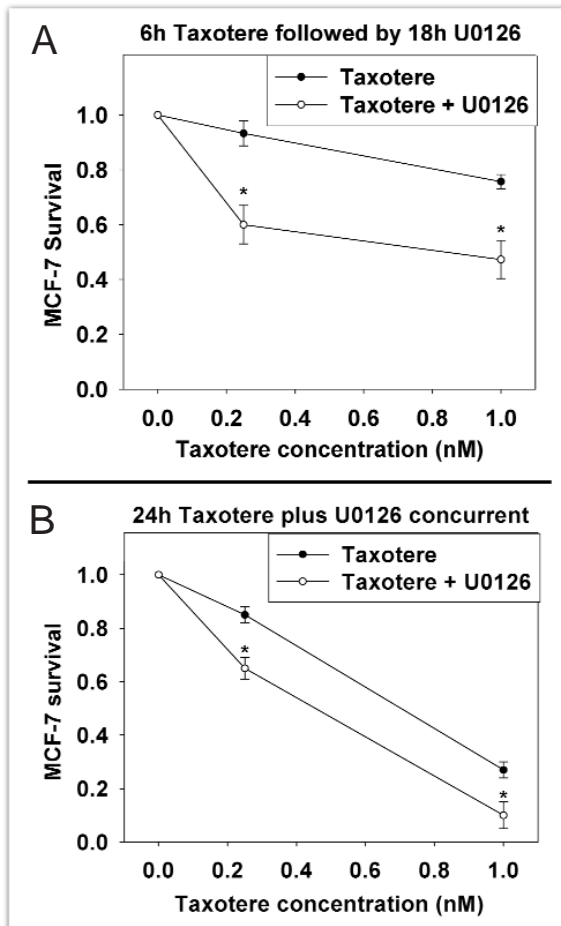 A
6h Taxotere followed by 18h U0126
Taxotere
Taxotere + U0126
MCF-7 Survival
1.0
0.8
0.6
0.4
0.2
0.0
*
*
0.0 0.2 0.4 0.6 0.8 1.0
Taxotere concentration (nM)
B
24h Taxotere plus U0126 concurrent
Taxotere
Taxotere + U0126
MCF-7 survival
1.0
0.8
0.6
0.4
0.2
0.0
*
*
0.0 0.2 0.4 0.6 0.8 1.0
Taxotere concentration (nM)